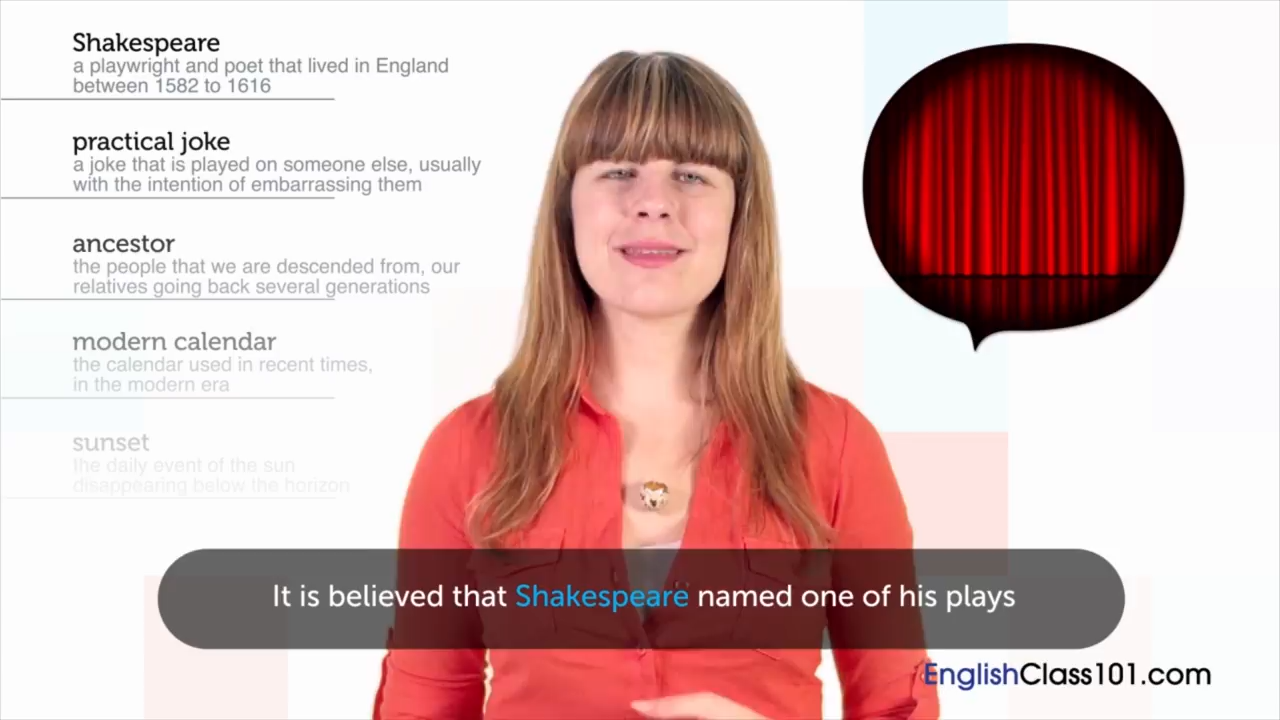 Shakespeare
a playwright and poet that lived in England
between 1582 to 1616
practical joke
a joke that is played on someone else, usually
with the intention of embarrassing them
ancestor
the people that we are descended from, our
relatives going back several generations
modern calendar
the calendar used in recent times,
in the modern era
sunset
the daily event of the sun
disappearing below the horizon
It is believed that Shakespeare named one of his plays
EnglishClass101.com